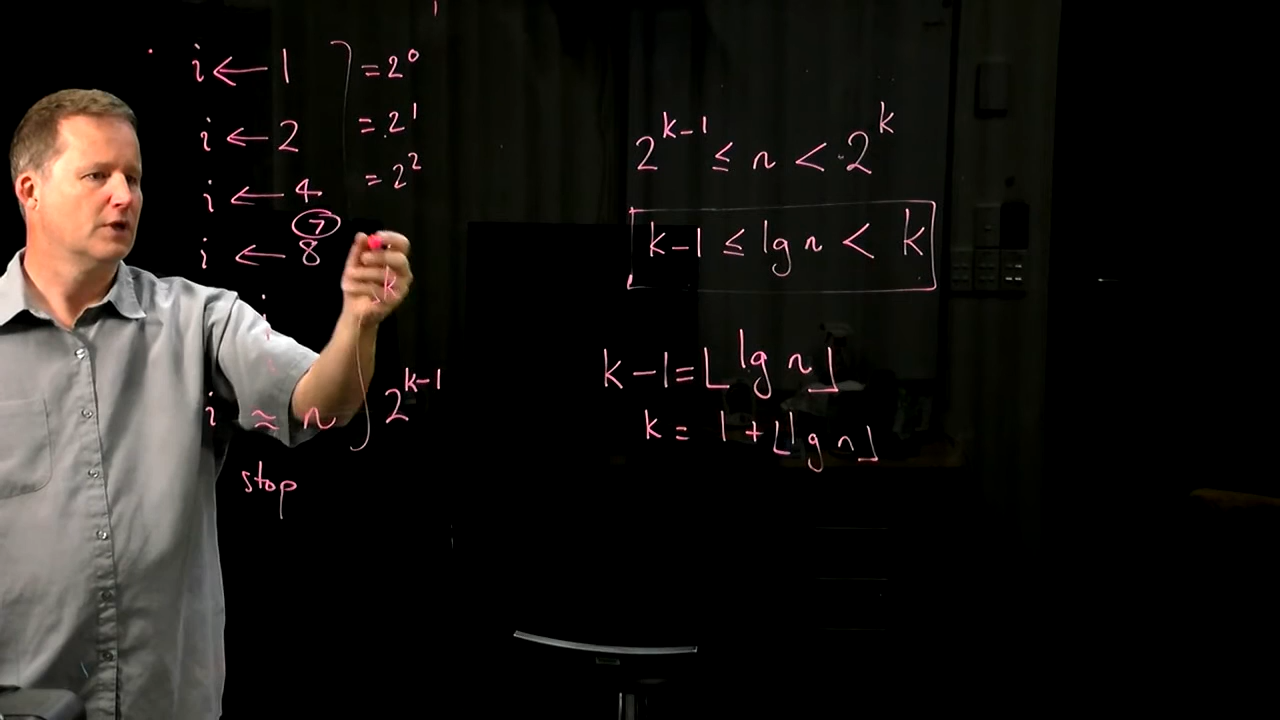 i ← 1 = 2⁰
i ← 2 = 2¹
i ← 4 = 2²
7
i ← 8
k
i ≈ n 2^{k-1}
stop
2^{k-1} ≤ n < 2^k
k-1 ≤ lg n < k
k-1 = ⌊lg n⌋
k = 1 + ⌊lg n⌋